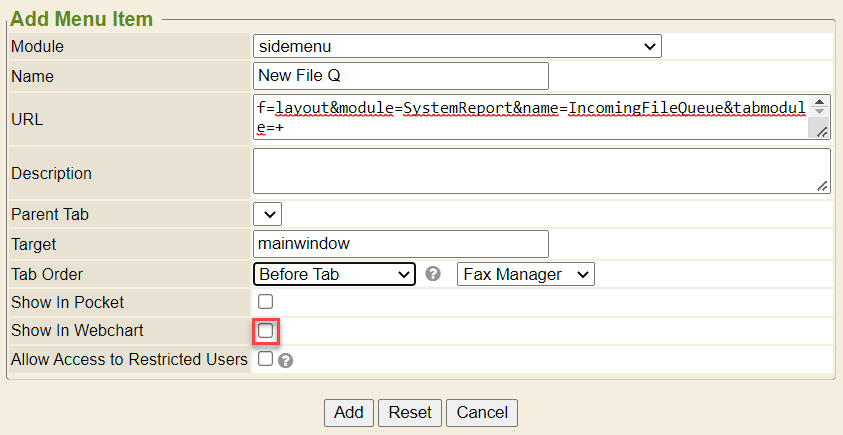 Add Menu Item
Module sidemenu
Name New File Q
URL f=layout&module=SystemReport&name=IncomingFileQueue&tabmodul
e=+
Description
Parent Tab
Target mainwindow
Tab Order Before Tab ? Fax Manager
Show In Pocket
Show In Webchart
Allow Access to Restricted Users ?
Add Reset Cancel